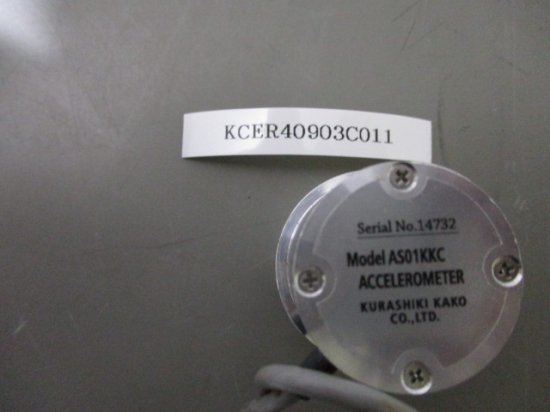 KCER40903C011
Serial No.14732
Model AS01KKC
ACCELEROMETER
KURASHIKI KAKO
CO.,LTD.